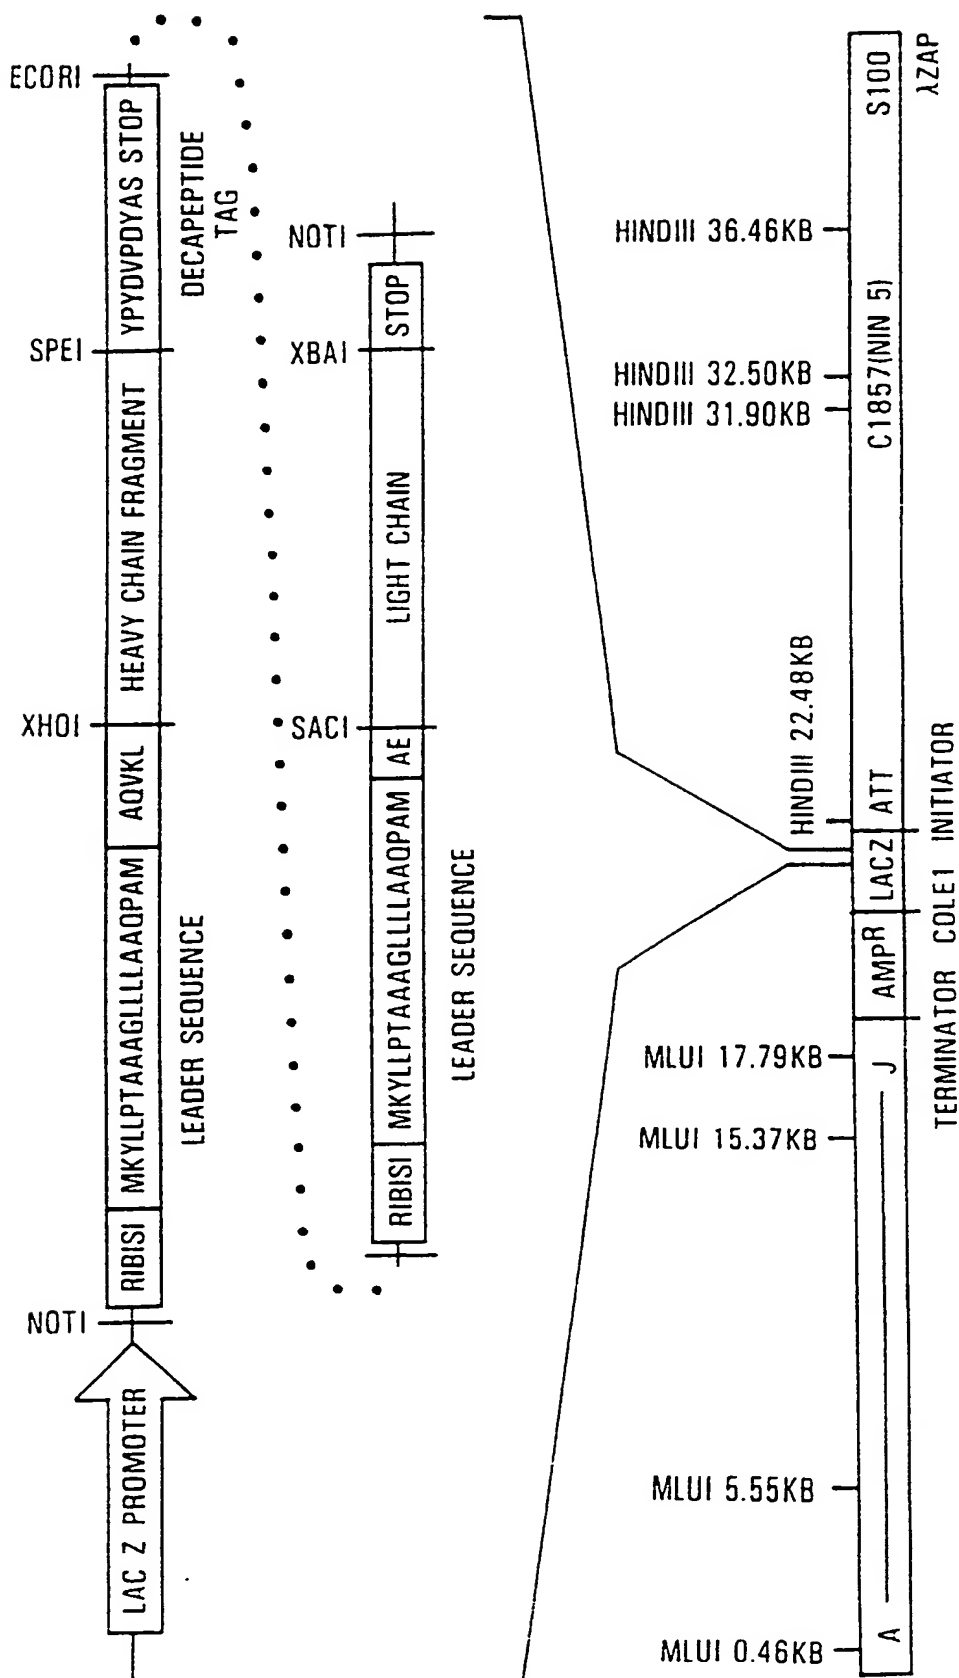 ECORI
YPYDVPDYAS STOP
DECAPEPTIDE
TAG
SPEI
HEAVY CHAIN FRAGMENT
XHOI
AQVKL
MKYLLPTAAAGLLLLAAQPAM
LEADER SEQUENCE
RIBISI
NOTI
LAC Z PROMOTER
NOTI
STOP
XBAI
LIGHT CHAIN
SACI
AE
MKYLLPTAAAGLLLLAAQPAM
LEADER SEQUENCE
RIBISI
S100
λZAP
HINDIII 36.46KB
HINDIII 32.50KB
HINDIII 31.90KB
C1857(NIN 5)
HINDIII 22.48KB
ATT
LACZ
AMPR
TERMINATOR COLE1 INITIATOR
MLUI 17.79KB
J
MLUI 15.37KB
MLUI 5.55KB
MLUI 0.46KB
A